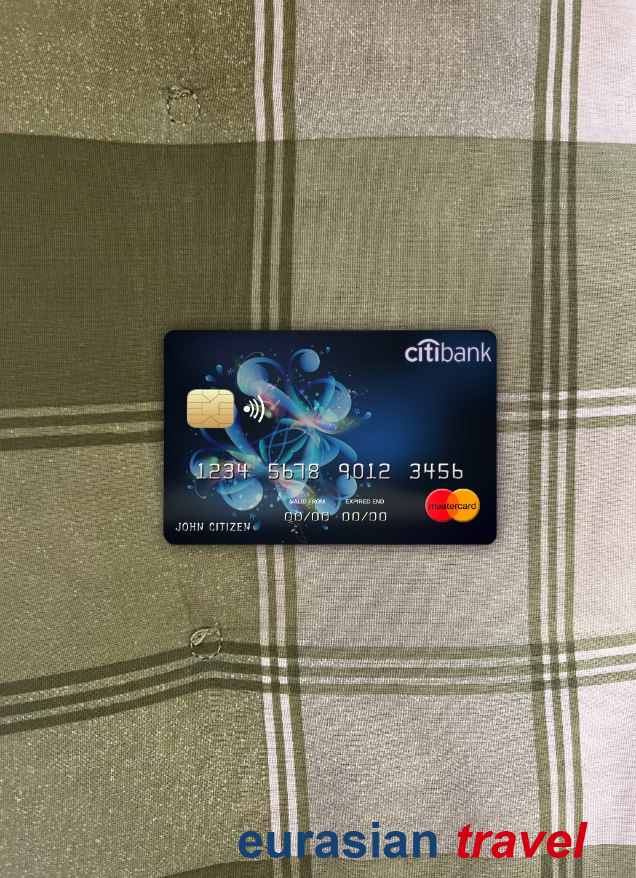 citibank
1234 5678 9012 3456
VALID FROM EXPIRED END
00/00 00/00
JOHN CITIZEN
mastercard
eurasian travel